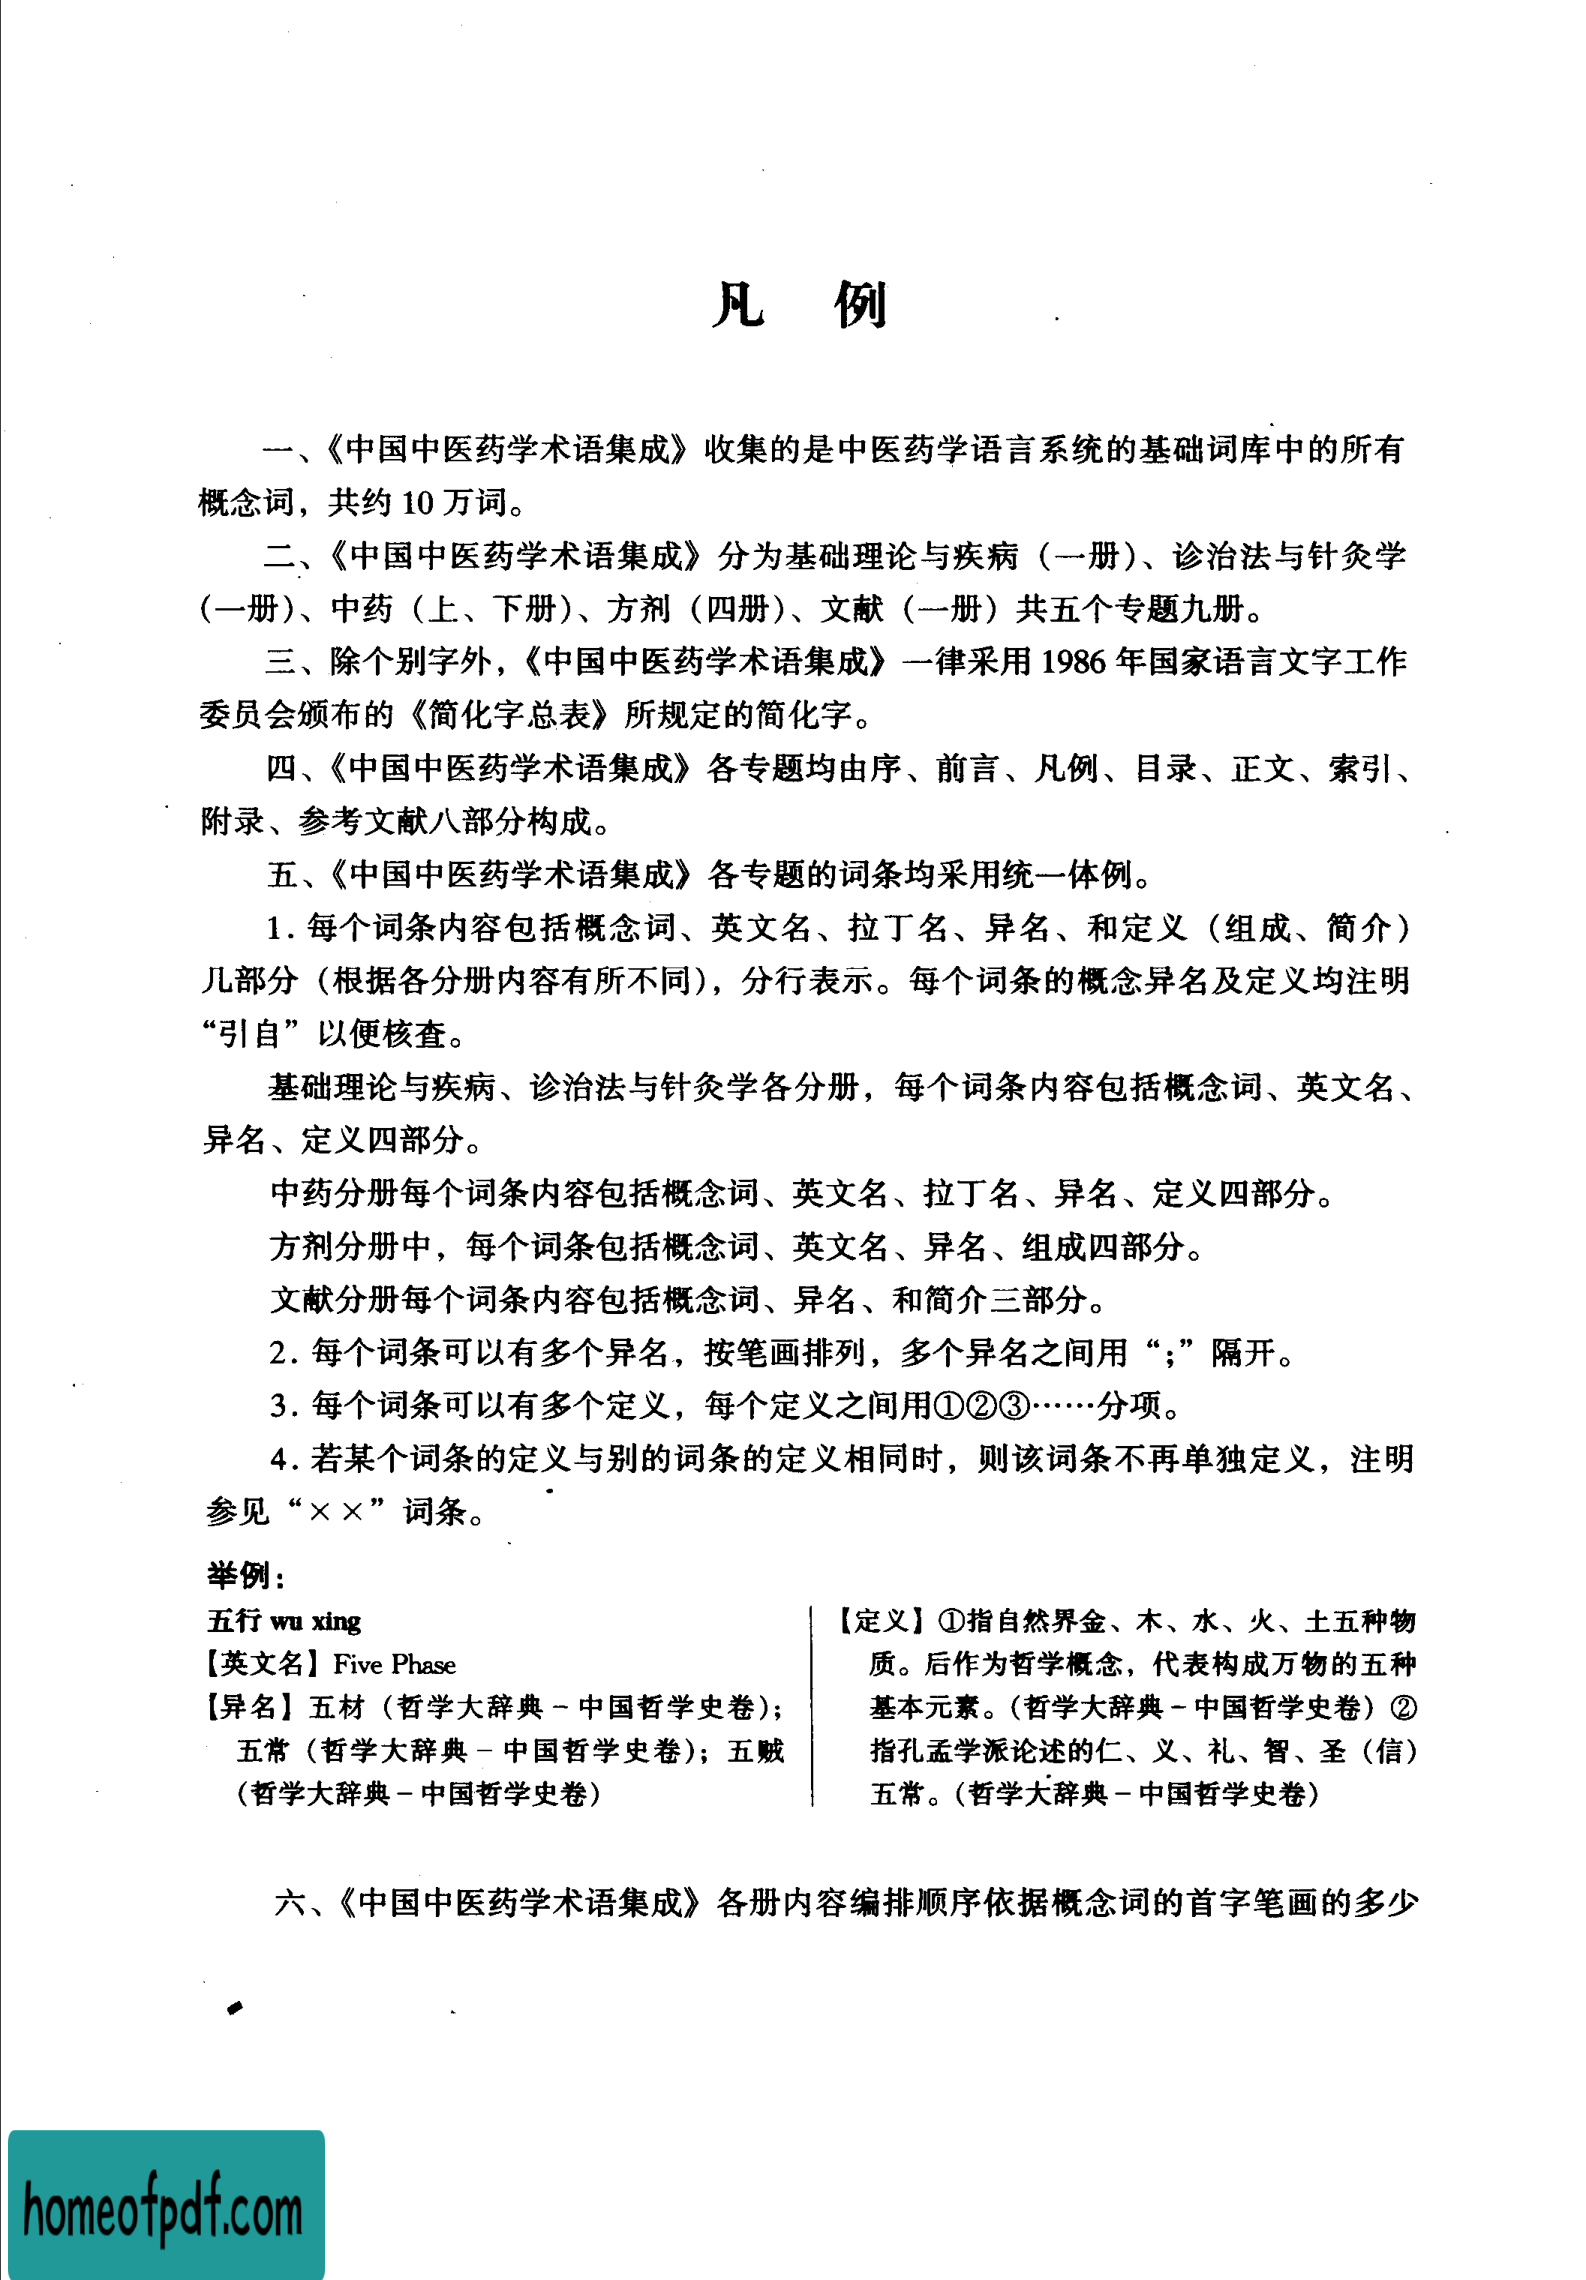 凡 例
一、《中国中医药学术语集成》收集的是中医药学语言系统的基础词库中的所有
概念词，共约 10 万词。
二、《中国中医药学术语集成》分为基础理论与疾病（一册）、诊治法与针灸学
（一册）、中药（上、下册）、方剂（四册）、文献（一册）共五个专题九册。
三、除个别字外，《中国中医药学术语集成》一律采用 1986 年国家语言文字工作
委员会颁布的《简化字总表》所规定的简化字。
四、《中国中医药学术语集成》各专题均由序、前言、凡例、目录、正文、索引、
附录、参考文献八部分构成。
五、《中国中医药学术语集成》各专题的词条均采用统一体例。
1. 每个词条内容包括概念词、英文名、拉丁名、异名、和定义（组成、简介）
几部分（根据各分册内容有所不同），分行表示。每个词条的概念异名及定义均注明
“引自”以便核查。
基础理论与疾病、诊治法与针灸学各分册，每个词条内容包括概念词、英文名、
异名、定义四部分。
中药分册每个词条内容包括概念词、英文名、拉丁名、异名、定义四部分。
方剂分册中，每个词条包括概念词、英文名、异名、组成四部分。
文献分册每个词条内容包括概念词、异名、和简介三部分。
2. 每个词条可以有多个异名，按笔画排列，多个异名之间用“；”隔开。
3. 每个词条可以有多个定义，每个定义之间用①②③……分项。
4. 若某个词条的定义与别的词条的定义相同时，则该词条不再单独定义，注明
参见“××”词条。
举例：
五行 wu xing
【英文名】Five Phase
【异名】五材（哲学大辞典－中国哲学史卷）；
五常（哲学大辞典－中国哲学史卷）；五贼
（哲学大辞典－中国哲学史卷）
【定义】①指自然界金、木、水、火、土五种物
质。后作为哲学概念，代表构成万物的五种
基本元素。（哲学大辞典－中国哲学史卷）②
指孔孟学派论述的仁、义、礼、智、圣（信）
五常。（哲学大辞典－中国哲学史卷）
六、《中国中医药学术语集成》各册内容编排顺序依据概念词的首字笔画的多少
homeofpdf.com